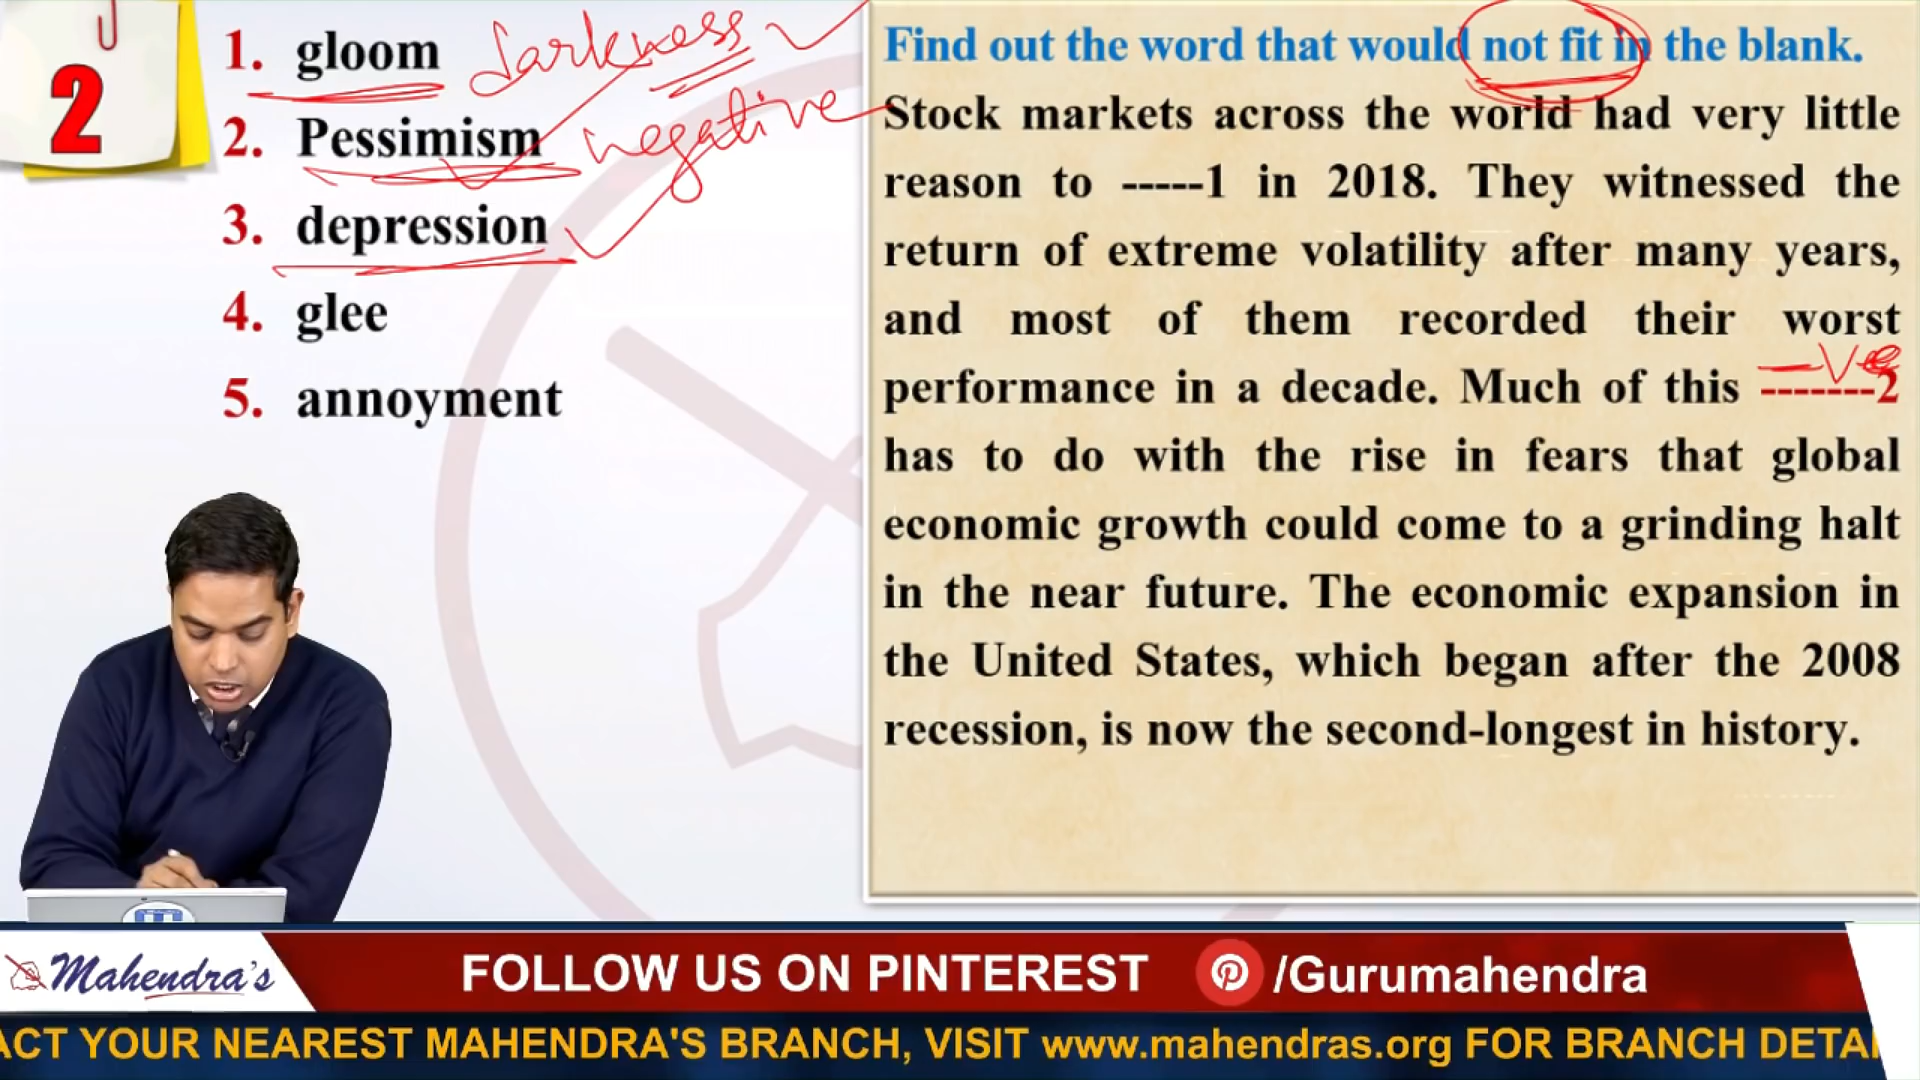 2
1. gloom darkness
2. Pessimism negative
3. depression
4. glee
5. annoyment
Find out the word that would not fit in the blank.
Stock markets across the world had very little
reason to -----1 in 2018. They witnessed the
return of extreme volatility after many years,
and most of them recorded their worst
-ve
performance in a decade. Much of this -------2
has to do with the rise in fears that global
economic growth could come to a grinding halt
in the near future. The economic expansion in
the United States, which began after the 2008
recession, is now the second-longest in history.
Mahendra's
FOLLOW US ON PINTEREST /Gurumahendra
ACT YOUR NEAREST MAHENDRA'S BRANCH, VISIT www.mahendras.org FOR BRANCH DETA